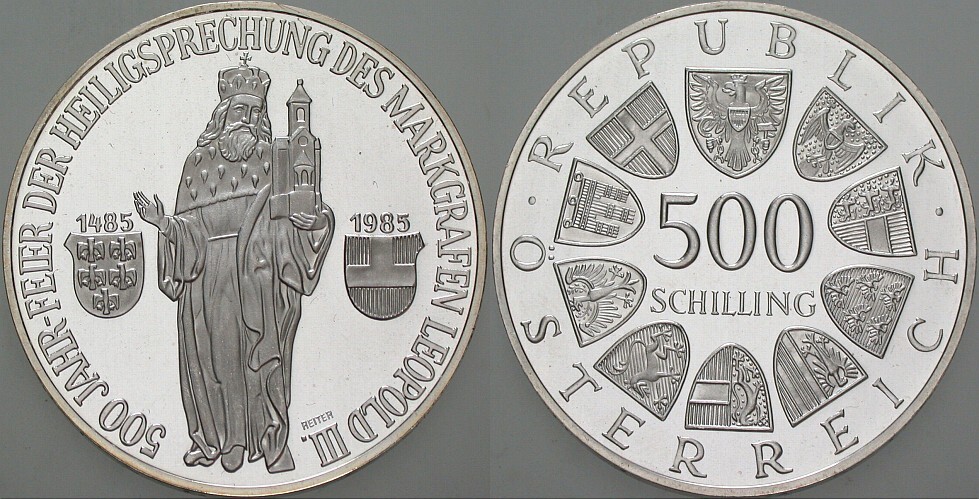 500 JAHR-FEIER DER HEILIGSPRECHUNG DES MARKGRAFEN LEOPOLD III
1485
1985
REITER
· REPUBLIK · ÖSTERREICH
500
SCHILLING